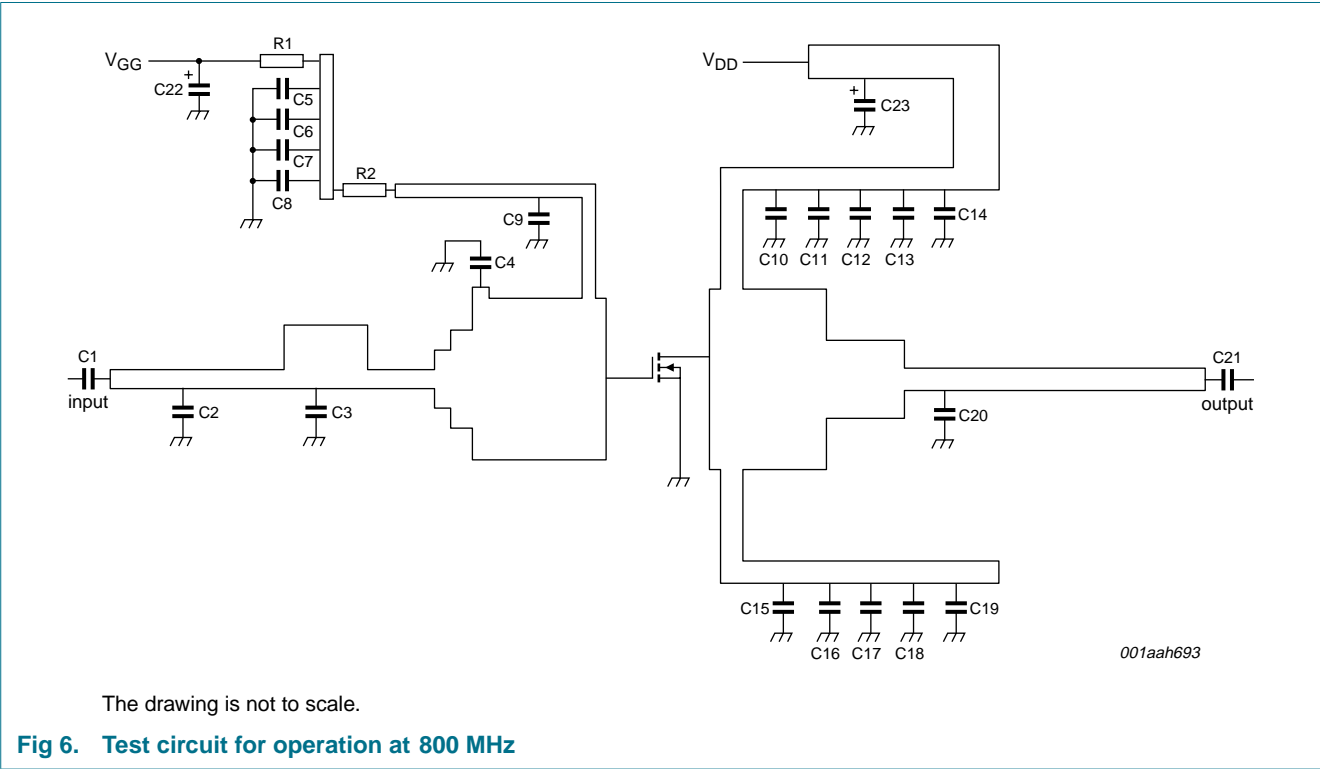 R1
VGG
+
C22
C5
C6
C7
C8
R2
C9
C4
C1
input
C2
C3
VDD
+
C23
C14
C10 C11 C12 C13
C21
output
C20
C15
C19
C16 C17 C18
001aah693
The drawing is not to scale.
Fig 6. Test circuit for operation at 800 MHz